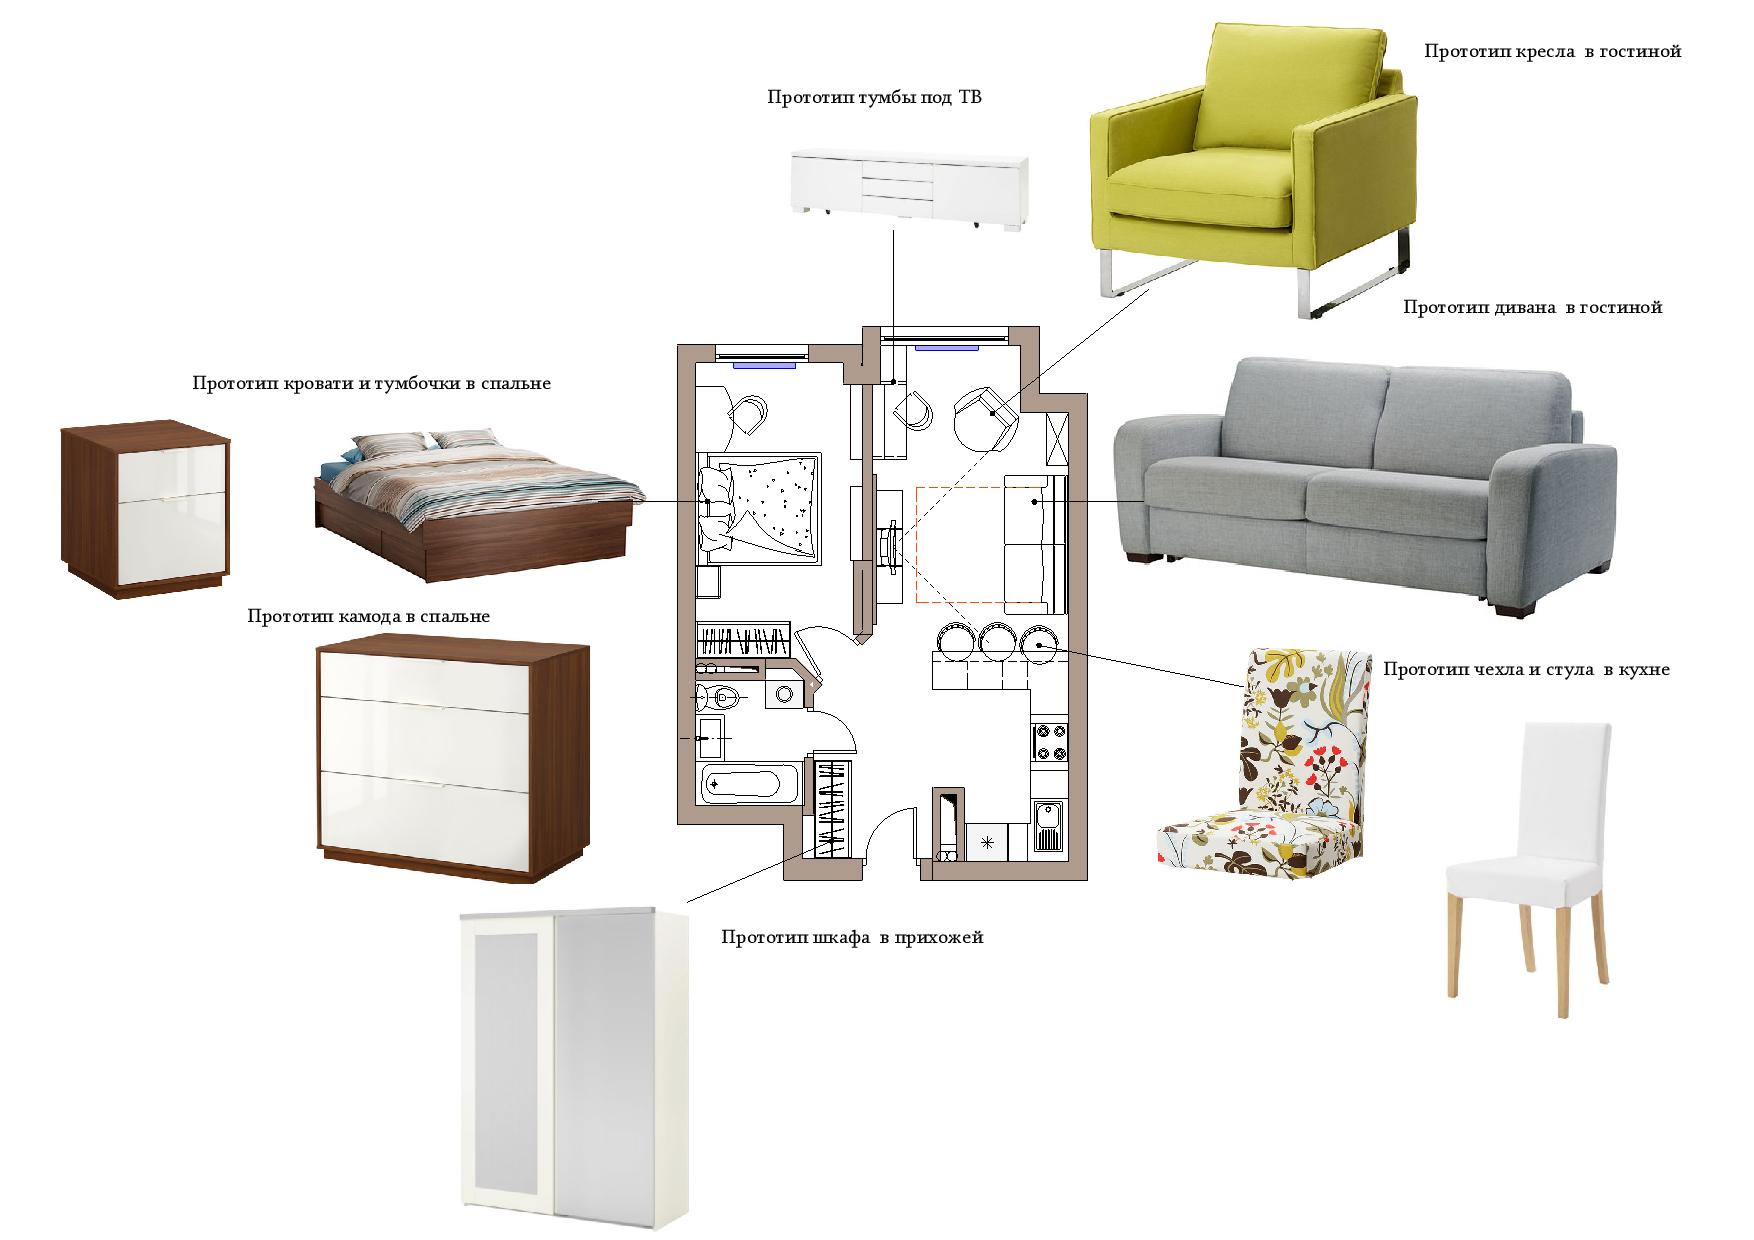 Прототип кресла в гостиной
Прототип тумбы под ТВ
Прототип дивана в гостиной
Прототип кровати и тумбочки в спальне
Прототип камода в спальне
Прототип чехла и стула в кухне
Прототип шкафа в прихожей